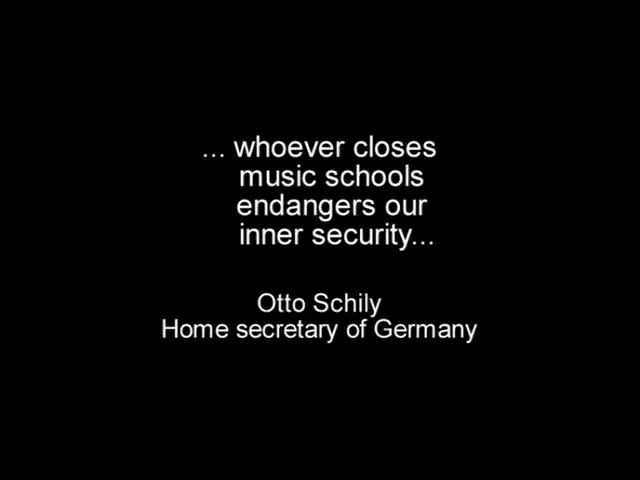 ... whoever closes
music schools
endangers our
inner security...
Otto Schily
Home secretary of Germany